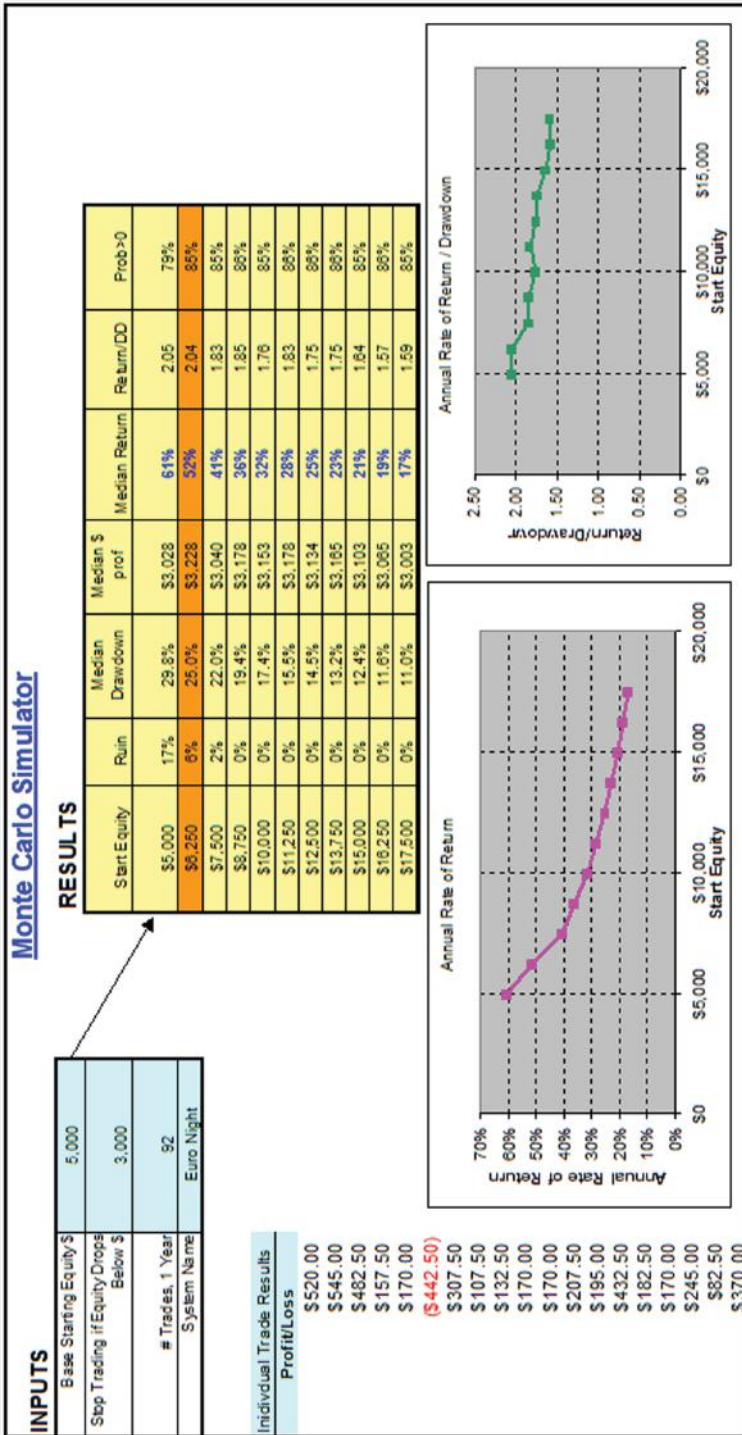 Monte Carlo Simulator
INPUTS
Base Starting Equity $ 5,000
Stop Trading if Equity Drops
Below $ 3,000
# Trades, 1 Year 92
System Name Euro Night
RESULTS
Start Equity Ruin Median Drawdown Median $ prof Median Return Return/DD Prob>0
$5,000 17% 29.8% $3,028 61% 2.05 79%
$6,250 6% 25.0% $3,228 52% 2.04 85%
$7,500 2% 22.0% $3,040 41% 1.83 85%
$8,750 0% 19.4% $3,178 36% 1.85 86%
$10,000 0% 17.4% $3,153 32% 1.76 85%
$11,250 0% 15.5% $3,178 28% 1.83 86%
$12,500 0% 14.5% $3,134 25% 1.75 86%
$13,750 0% 13.2% $3,165 23% 1.75 86%
$15,000 0% 12.4% $3,103 21% 1.64 85%
$16,250 0% 11.6% $3,065 19% 1.57 86%
$17,500 0% 11.0% $3,003 17% 1.59 85%
Inidivdual Trade Results
Profit/Loss
$520.00
$545.00
$482.50
$157.50
$170.00
($442.50)
$307.50
$107.50
$132.50
$170.00
$170.00
$207.50
$195.00
$432.50
$182.50
$170.00
$245.00
$82.50
$370.00
Annual Rate of Return
Annual Rate of Return
70%
60%
50%
40%
30%
20%
10%
0%
$0 $5,000 $10,000 $15,000 $20,000
Start Equity
Annual Rate of Return / Drawdown
Return/Drawdowr
2.50
2.00
1.50
1.00
0.50
0.00
$0 $5,000 $10,000 $15,000 $20,000
Start Equity